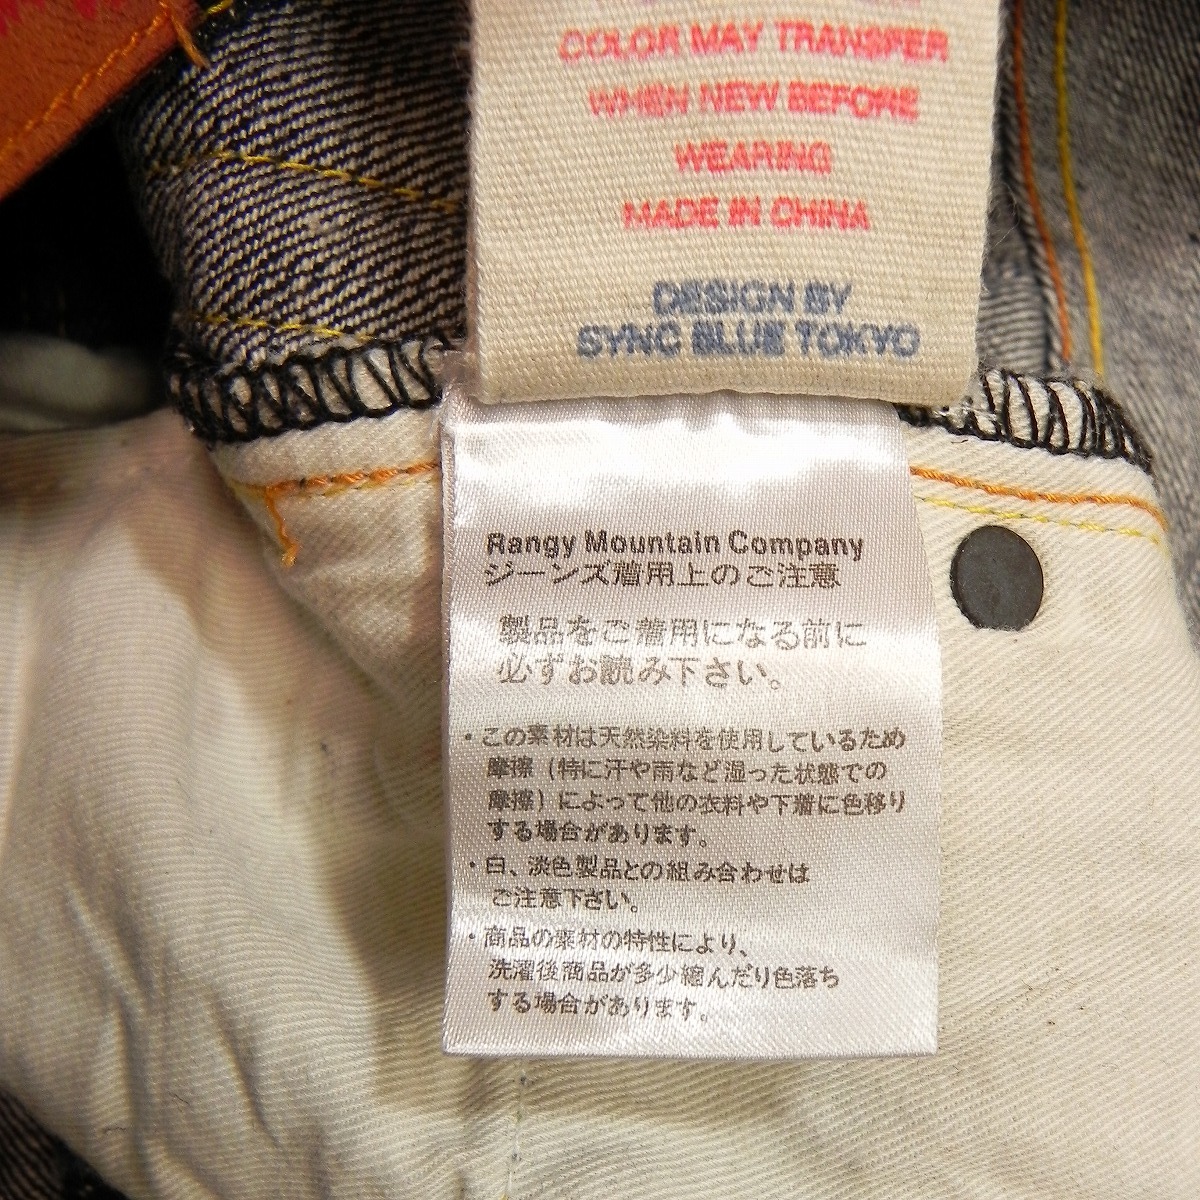 COLOR MAY TRANSFER
WHEN NEW BEFORE
WEARING
MADE IN CHINA
DESIGN BY
SYNC BLUE TOKYO
Rangy Mountain Company
ジーンズ着用上のご注意
製品をご着用になる前に
必ずお読み下さい。
・この素材は天然染料を使用しているため
摩擦(特に汗や雨など湿った状態での
摩擦)によって他の衣料や下着に色移り
する場合があります。
・白、淡色製品との組み合わせは
ご注意下さい。
・商品の素材の特性により、
洗濯後商品が多少縮んだり色落ち
する場合があります。